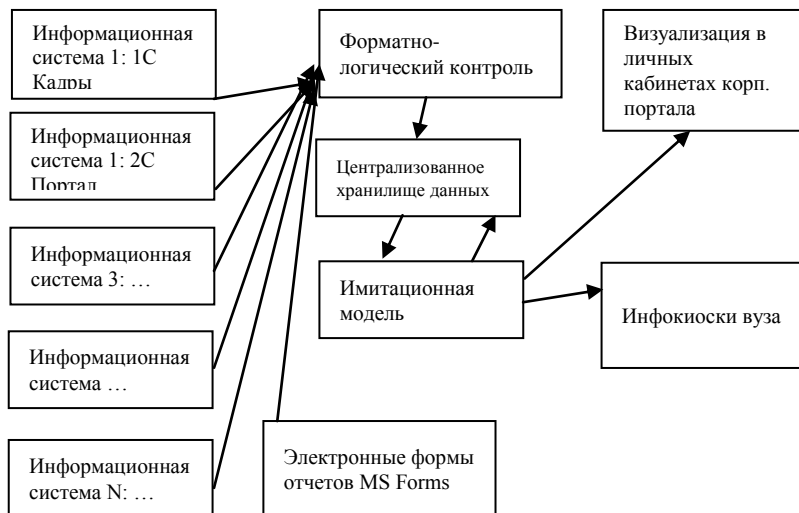 Информационная
система 1: 1С
Кадры
Информационная
система 1: 2С
Портал
Информационная
система 3: …
Информационная
система …
Информационная
система N: …
Форматно-
логический контроль
Централизованное
хранилище данных
Имитационная
модель
Электронные формы
отчетов MS Forms
Визуализация в
личных
кабинетах корп.
портала
Инфокиоски вуза